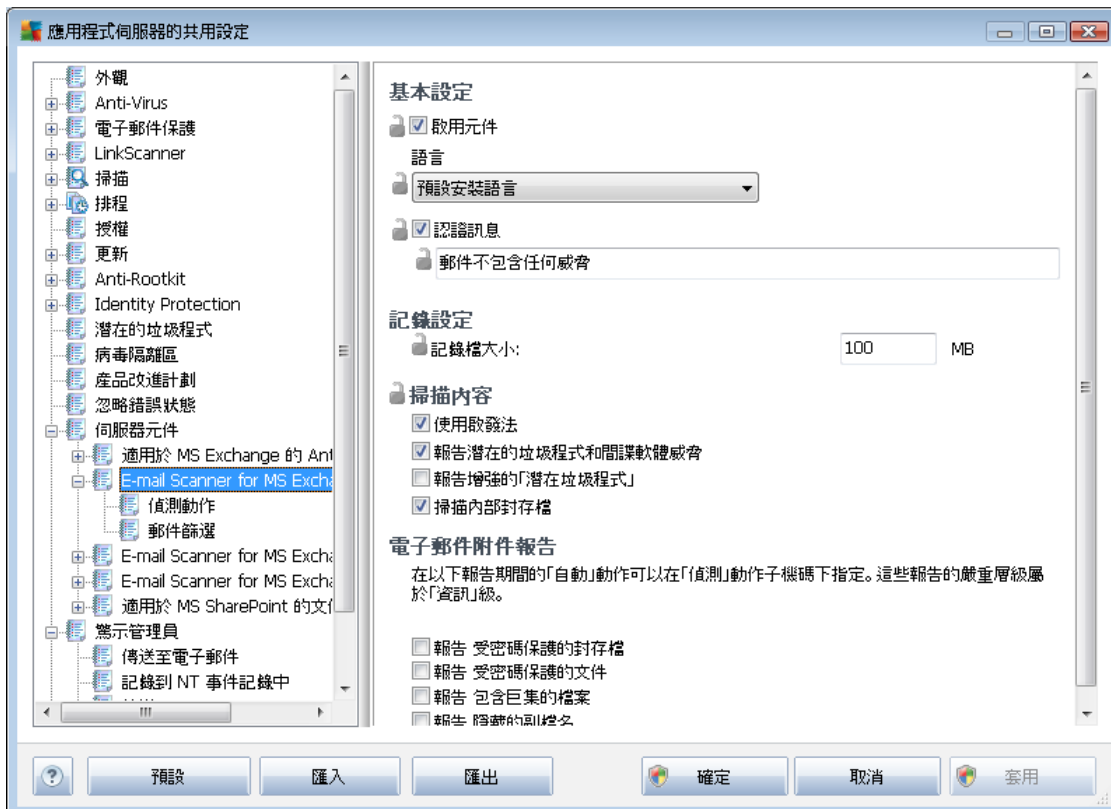 應用程式伺服器的共用設定
外觀
Anti-Virus
電子郵件保護
LinkScanner
掃描
排程
授權
更新
Anti-Rootkit
Identity Protection
潛在的垃圾程式
病毒隔離區
產品改進計劃
忽略錯誤狀態
伺服器元件
適用於 MS Exchange 的 Ant
E-mail Scanner for MS Excha
偵測動作
郵件篩選
E-mail Scanner for MS Excha
E-mail Scanner for MS Excha
適用於 MS SharePoint 的文件
警示管理員
傳送至電子郵件
記錄到 NT 事件記錄中
基本設定
啟用元件
語言
預設安裝語言
認證訊息
郵件不包含任何威脅
記錄設定
記錄檔大小: 100 MB
掃描內容
使用啟發法
報告潛在的垃圾程式和間諜軟體威脅
報告增強的「潛在垃圾程式」
掃描內部封存檔
電子郵件附件報告
在以下報告期間的「自動」動作可以在「偵測」動作子機碼下指定。這些報告的嚴重層級屬
於「資訊」級。
報告 受密碼保護的封存檔
報告 受密碼保護的文件
報告 包含巨集的檔案
報告 隱藏的副檔名
?
預設
匯入
匯出
確定
取消
套用